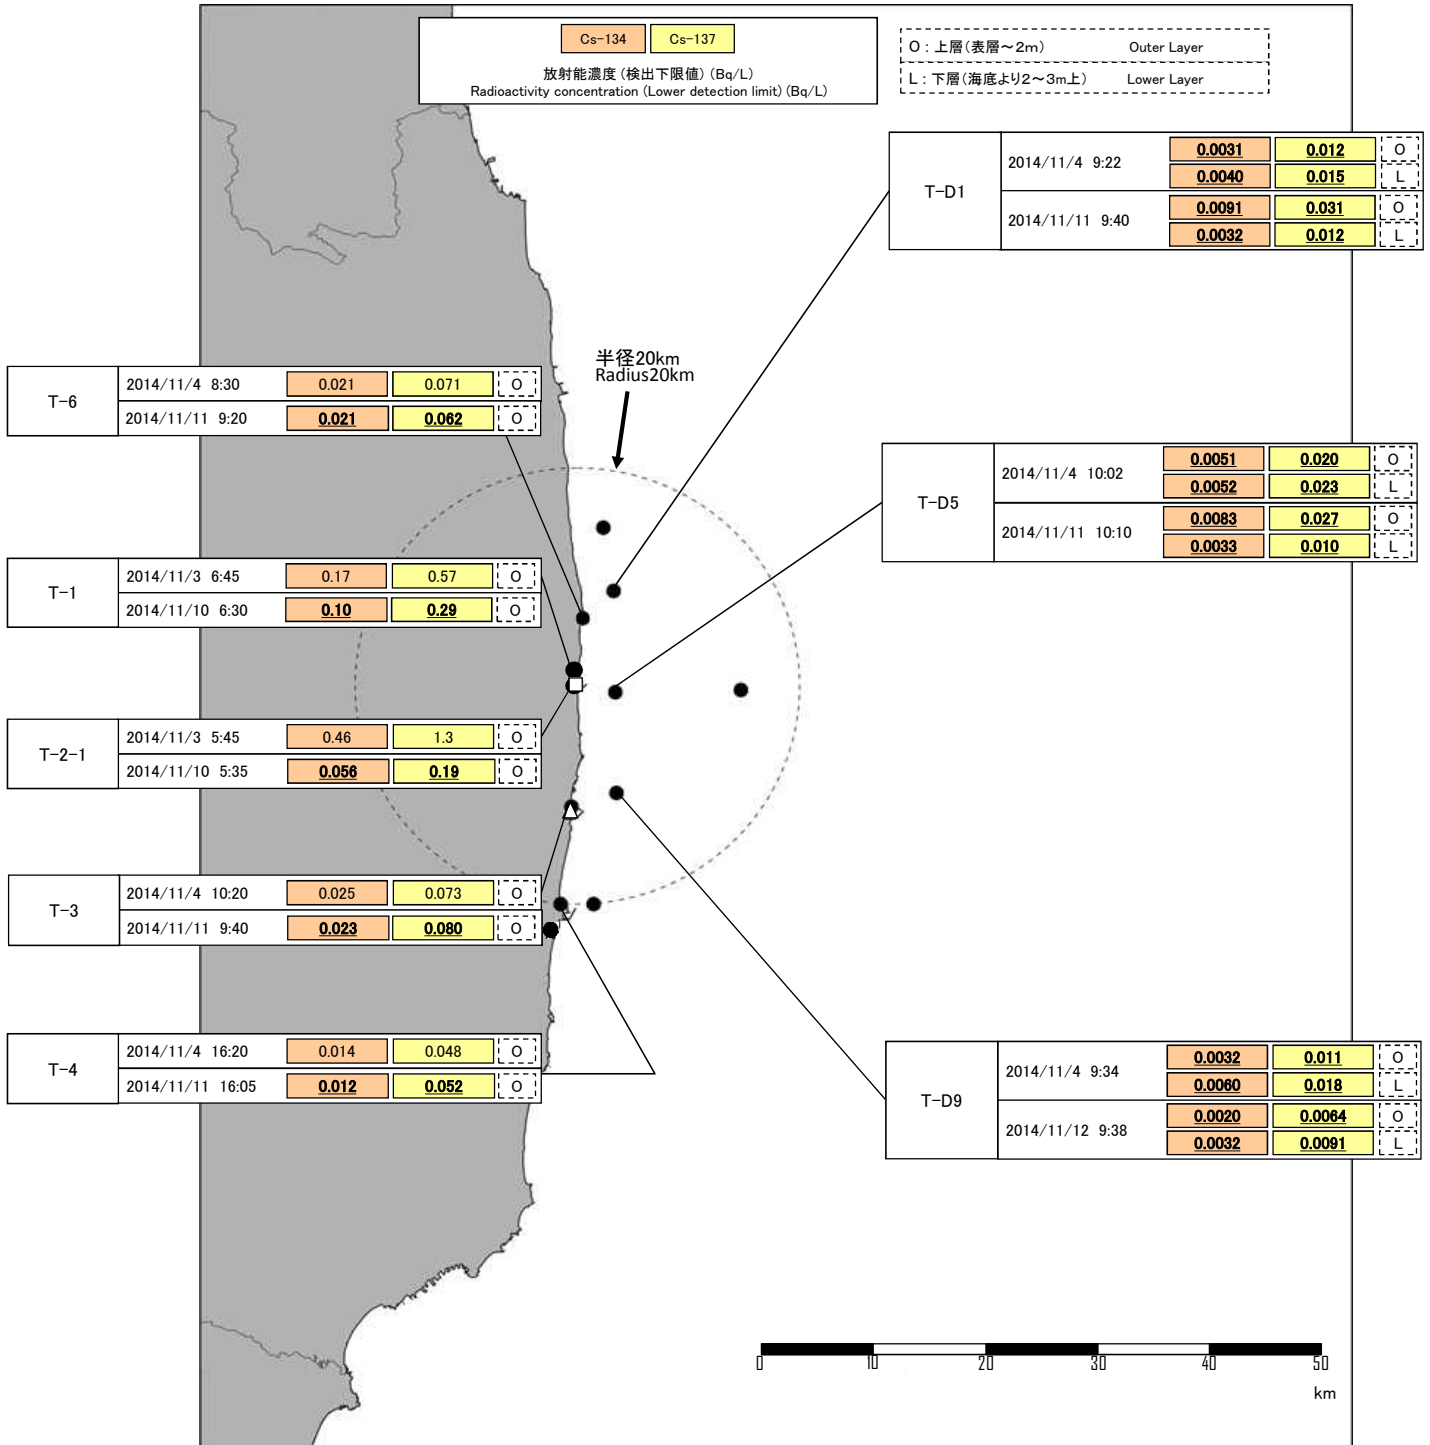 Cs-134 Cs-137
放射能濃度(検出下限値)(Bq/L)
Radioactivity concentration (Lower detection limit) (Bq/L)
O : 上層(表層～2m) Outer Layer
L : 下層(海底より2～3m上) Lower Layer
T-D1
2014/11/4 9:22
0.0031 0.012 O
0.0040 0.015 L
2014/11/11 9:40
0.0091 0.031 O
0.0032 0.012 L
半径20km
Radius20km
T-6
2014/11/4 8:30 0.021 0.071 O
2014/11/11 9:20 0.021 0.062 O
T-D5
2014/11/4 10:02
0.0051 0.020 O
0.0052 0.023 L
2014/11/11 10:10
0.0083 0.027 O
0.0033 0.010 L
T-1
2014/11/3 6:45 0.17 0.57 O
2014/11/10 6:30 0.10 0.29 O
T-2-1
2014/11/3 5:45 0.46 1.3 O
2014/11/10 5:35 0.056 0.19 O
T-3
2014/11/4 10:20 0.025 0.073 O
2014/11/11 9:40 0.023 0.080 O
T-4
2014/11/4 16:20 0.014 0.048 O
2014/11/11 16:05 0.012 0.052 O
T-D9
2014/11/4 9:34
0.0032 0.011 O
0.0060 0.018 L
2014/11/12 9:38
0.0020 0.0064 O
0.0032 0.0091 L
0 10 20 30 40 50
km